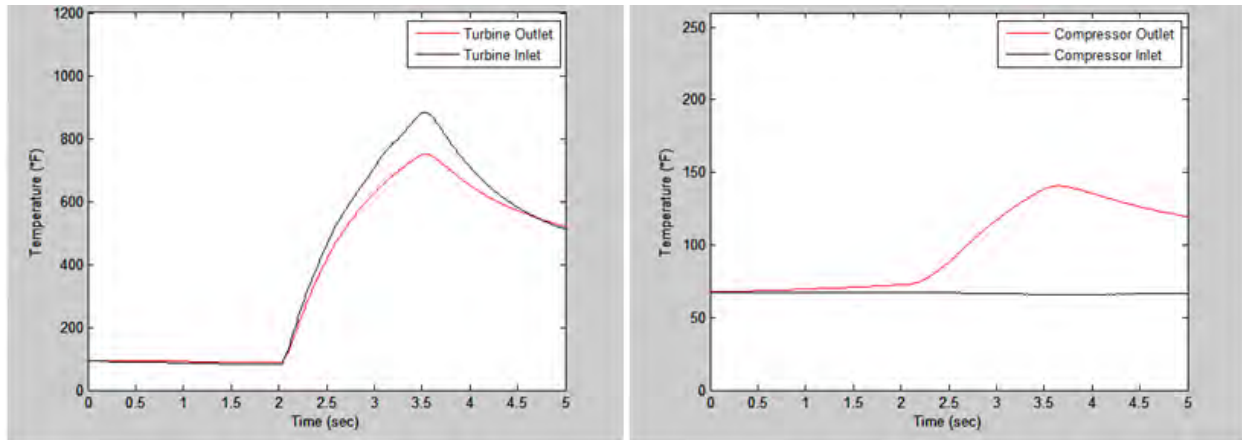 1200
1000
800
600
400
200
0
Temperature (°F)
0 0.5 1 1.5 2 2.5 3 3.5 4 4.5 5
Time (sec)
Turbine Outlet
Turbine Inlet
250
200
150
100
50
0
Temperature (°F)
0 0.5 1 1.5 2 2.5 3 3.5 4 4.5 5
Time (sec)
Compressor Outlet
Compressor Inlet